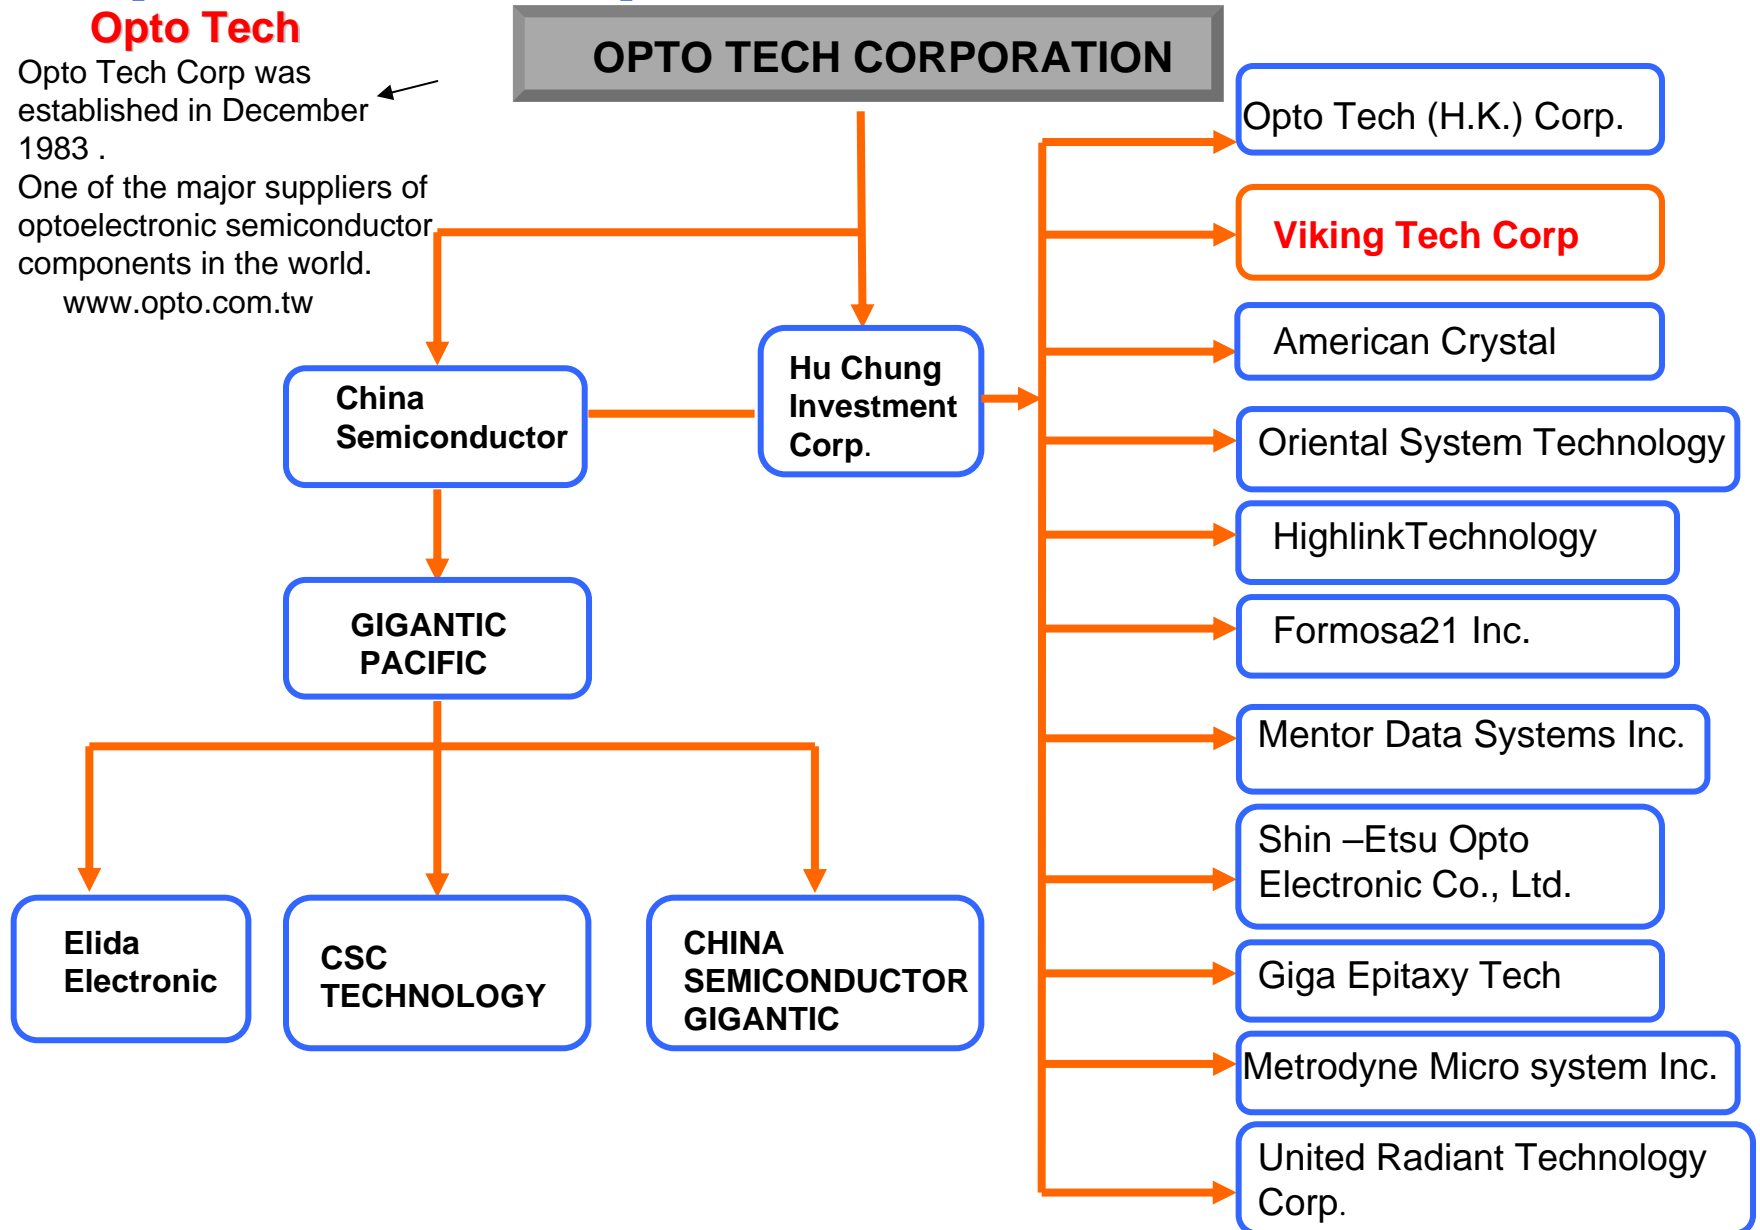 Opto Tech
Opto Tech Corp was
established in December
1983 .
One of the major suppliers of
optoelectronic semiconductor
components in the world.
www.opto.com.tw
OPTO TECH CORPORATION
China
Semiconductor
Hu Chung
Investment
Corp.
GIGANTIC
PACIFIC
Elida
Electronic
CSC
TECHNOLOGY
CHINA
SEMICONDUCTOR
GIGANTIC
Opto Tech (H.K.) Corp.
Viking Tech Corp
American Crystal
Oriental System Technology
HighlinkTechnology
Formosa21 Inc.
Mentor Data Systems Inc.
Shin –Etsu Opto
Electronic Co., Ltd.
Giga Epitaxy Tech
Metrodyne Micro system Inc.
United Radiant Technology
Corp.